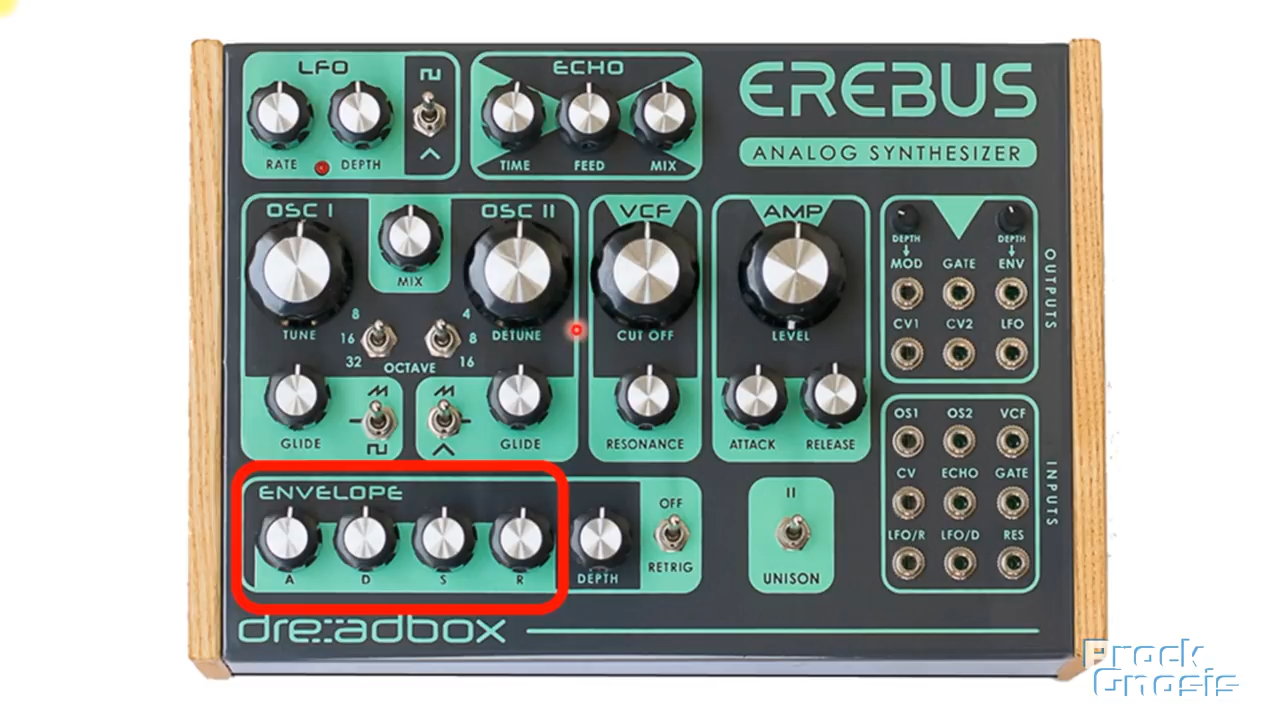 LFO
RATE
DEPTH
ECHO
TIME
FEED
MIX
EREBUS
ANALOG SYNTHESIZER
OSC I
MIX
OSC II
TUNE
DETUNE
8
16
32
OCTAVE
4
8
16
GLIDE
GLIDE
VCF
CUT OFF
RESONANCE
AMP
LEVEL
ATTACK
RELEASE
DEPTH
DEPTH
MOD
GATE
ENV
CV1
CV2
LFO
OUTPUTS
OS1
OS2
VCF
CV
ECHO
GATE
LFO/R
LFO/D
RES
INPUTS
ENVELOPE
A
D
S
R
DEPTH
OFF
RETRIG
II
UNISON
dreadbox
Prock
Gnosis